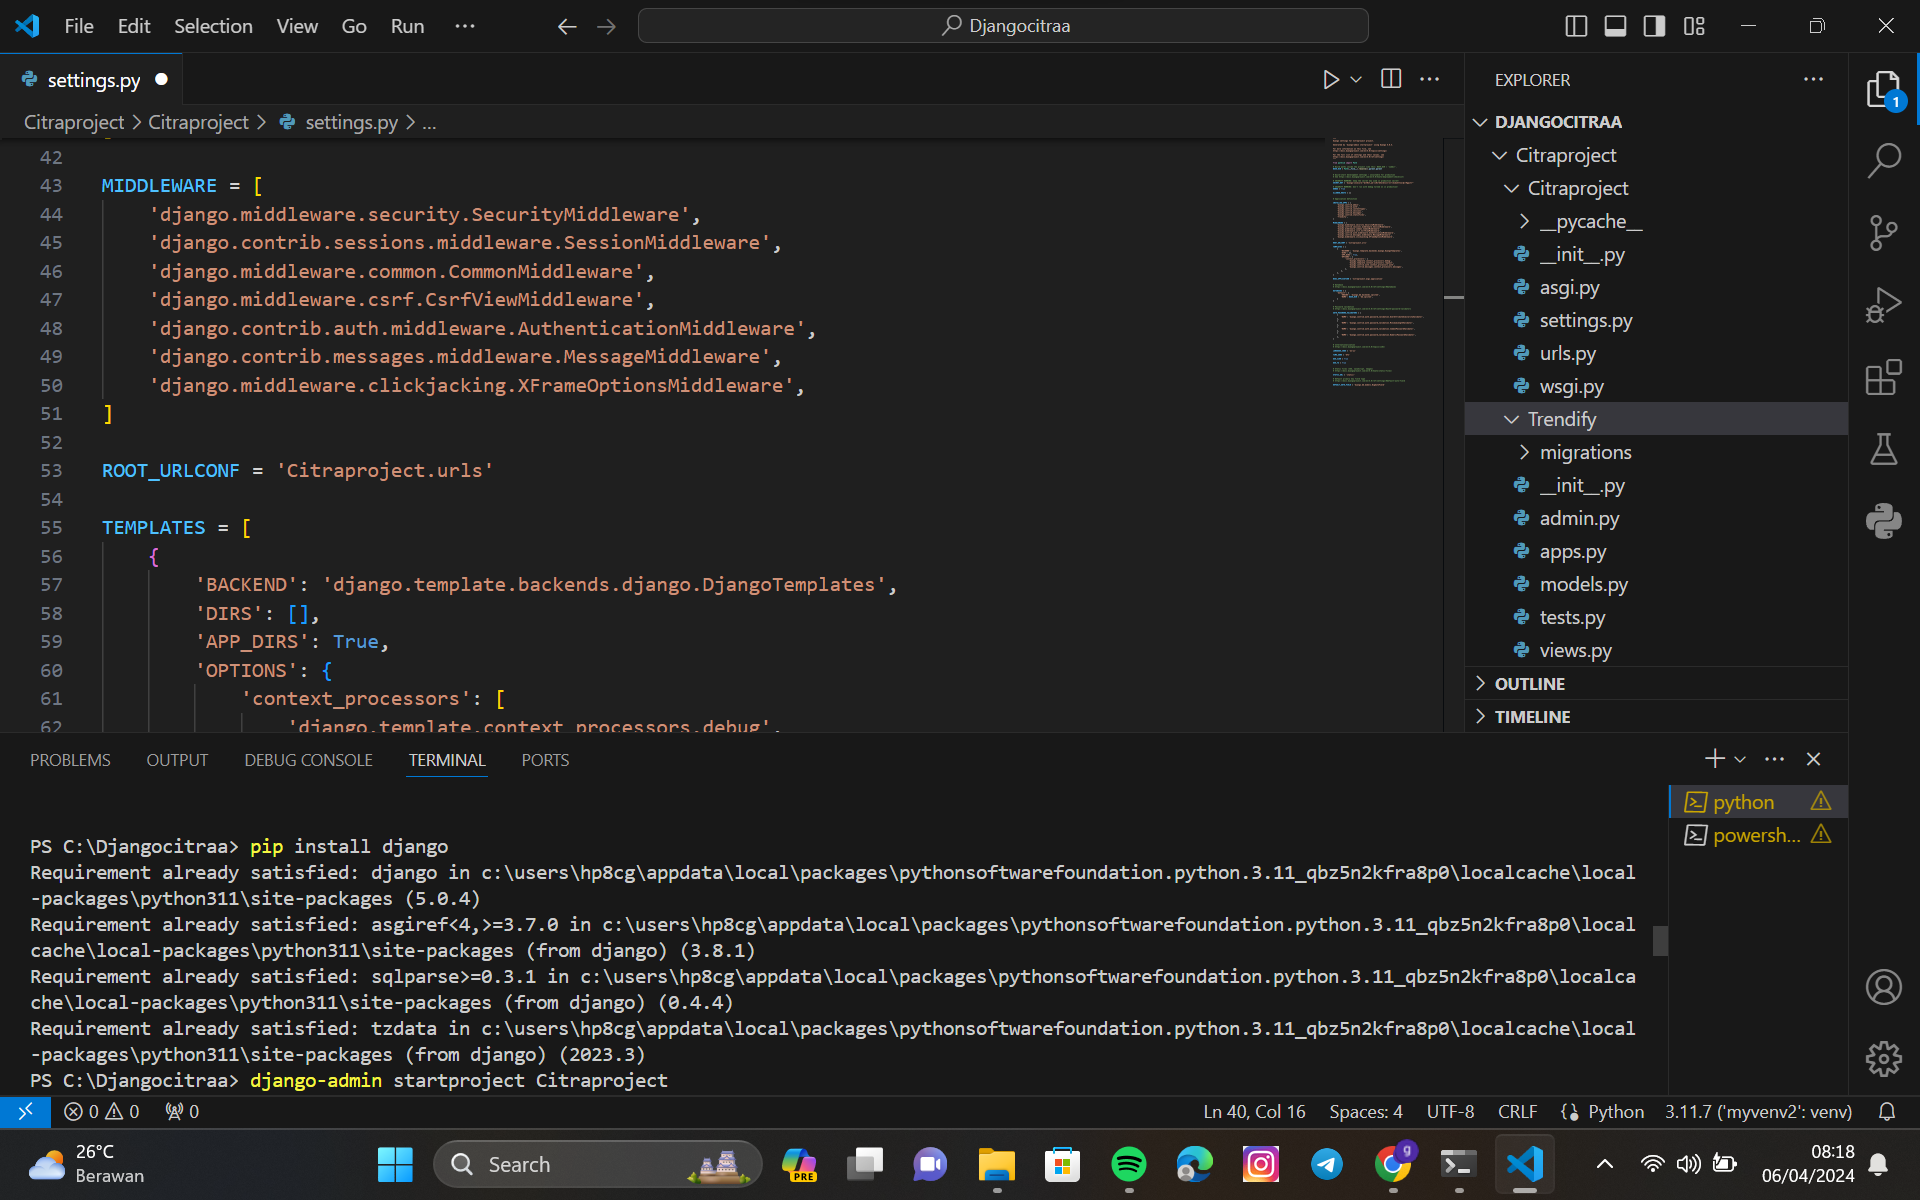 File Edit Selection View Go Run ...
Djangocitraa
settings.py
Citraproject > Citraproject > settings.py > ...
42
43 MIDDLEWARE = [
44 'django.middleware.security.SecurityMiddleware',
45 'django.contrib.sessions.middleware.SessionMiddleware',
46 'django.middleware.common.CommonMiddleware',
47 'django.middleware.csrf.CsrfViewMiddleware',
48 'django.contrib.auth.middleware.AuthenticationMiddleware',
49 'django.contrib.messages.middleware.MessageMiddleware',
50 'django.middleware.clickjacking.XFrameOptionsMiddleware',
51 ]
52
53 ROOT_URLCONF = 'Citraproject.urls'
54
55 TEMPLATES = [
56 {
57 'BACKEND': 'django.template.backends.django.DjangoTemplates',
58 'DIRS': [],
59 'APP_DIRS': True,
60 'OPTIONS': {
61 'context_processors': [
62 'django.template.context_processors.debug',
EXPLORER
DJANGOCITRAA
Citraproject
Citraproject
__pycache__
__init__.py
asgi.py
settings.py
urls.py
wsgi.py
Trendify
migrations
__init__.py
admin.py
apps.py
models.py
tests.py
views.py
OUTLINE
TIMELINE
1
PROBLEMS OUTPUT DEBUG CONSOLE TERMINAL PORTS
python
powersh...
PS C:\Djangocitraa> pip install django
Requirement already satisfied: django in c:\users\hp8cg\appdata\local\packages\pythonsoftwarefoundation.python.3.11_qbz5n2kfra8p0\localcache\local
-packages\python311\site-packages (5.0.4)
Requirement already satisfied: asgiref<4,>=3.7.0 in c:\users\hp8cg\appdata\local\packages\pythonsoftwarefoundation.python.3.11_qbz5n2kfra8p0\local
cache\local-packages\python311\site-packages (from django) (3.8.1)
Requirement already satisfied: sqlparse>=0.3.1 in c:\users\hp8cg\appdata\local\packages\pythonsoftwarefoundation.python.3.11_qbz5n2kfra8p0\localca
che\local-packages\python311\site-packages (from django) (0.4.4)
Requirement already satisfied: tzdata in c:\users\hp8cg\appdata\local\packages\pythonsoftwarefoundation.python.3.11_qbz5n2kfra8p0\localcache\local
-packages\python311\site-packages (from django) (2023.3)
PS C:\Djangocitraa> django-admin startproject Citraproject
0 0 0 Ln 40, Col 16 Spaces: 4 UTF-8 CRLF Python 3.11.7 ('myvenv2': venv)
26°C
Berawan
Search
PRE
g
08:18
06/04/2024